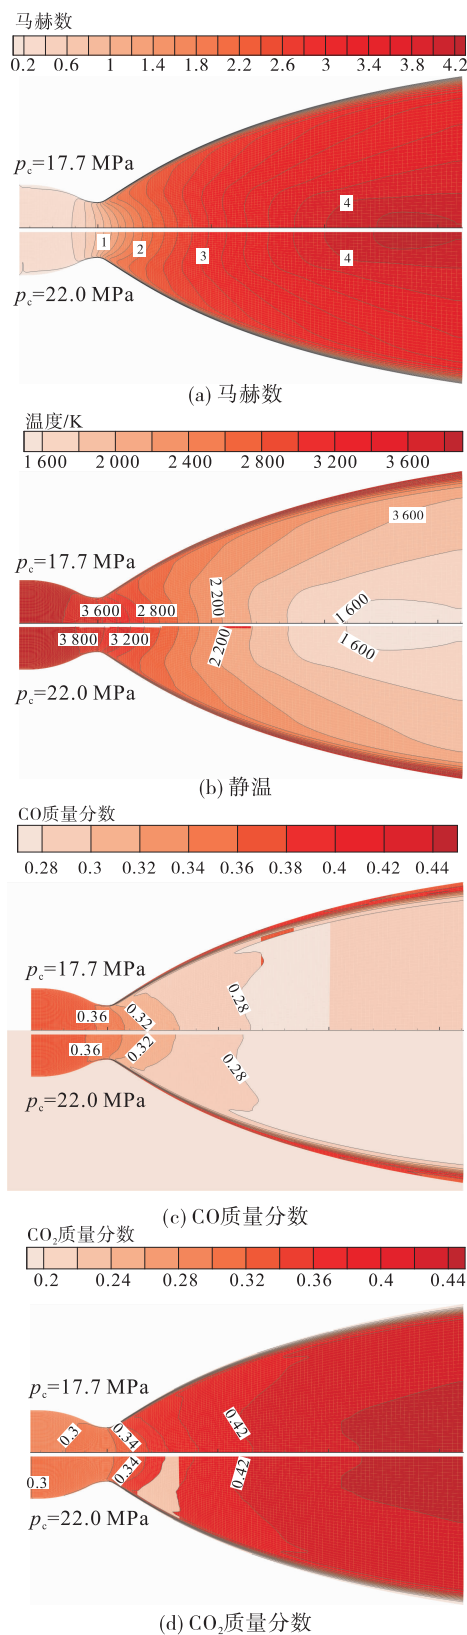 马赫数
0.2 0.6 1 1.4 1.8 2.2 2.6 3 3.4 3.8 4.2
pc=17.7 MPa
4
1 2 3 4
pc=22.0 MPa
(a) 马赫数
温度/K
1 600 2 000 2 400 2 800 3 200 3 600
3 600
pc=17.7 MPa
3 600 2 800 2 200 1 600
3 800 3 200 2 200 1 600
pc=22.0 MPa
(b) 静温
CO质量分数
0.28 0.3 0.32 0.34 0.36 0.38 0.4 0.42 0.44
pc=17.7 MPa
0.36 0.32 0.28
0.36 0.32 0.28
pc=22.0 MPa
(c) CO质量分数
CO₂质量分数
0.2 0.24 0.28 0.32 0.36 0.4 0.44
pc=17.7 MPa
0.3 0.34 0.42
0.3 0.34 0.42
pc=22.0 MPa
(d) CO₂质量分数